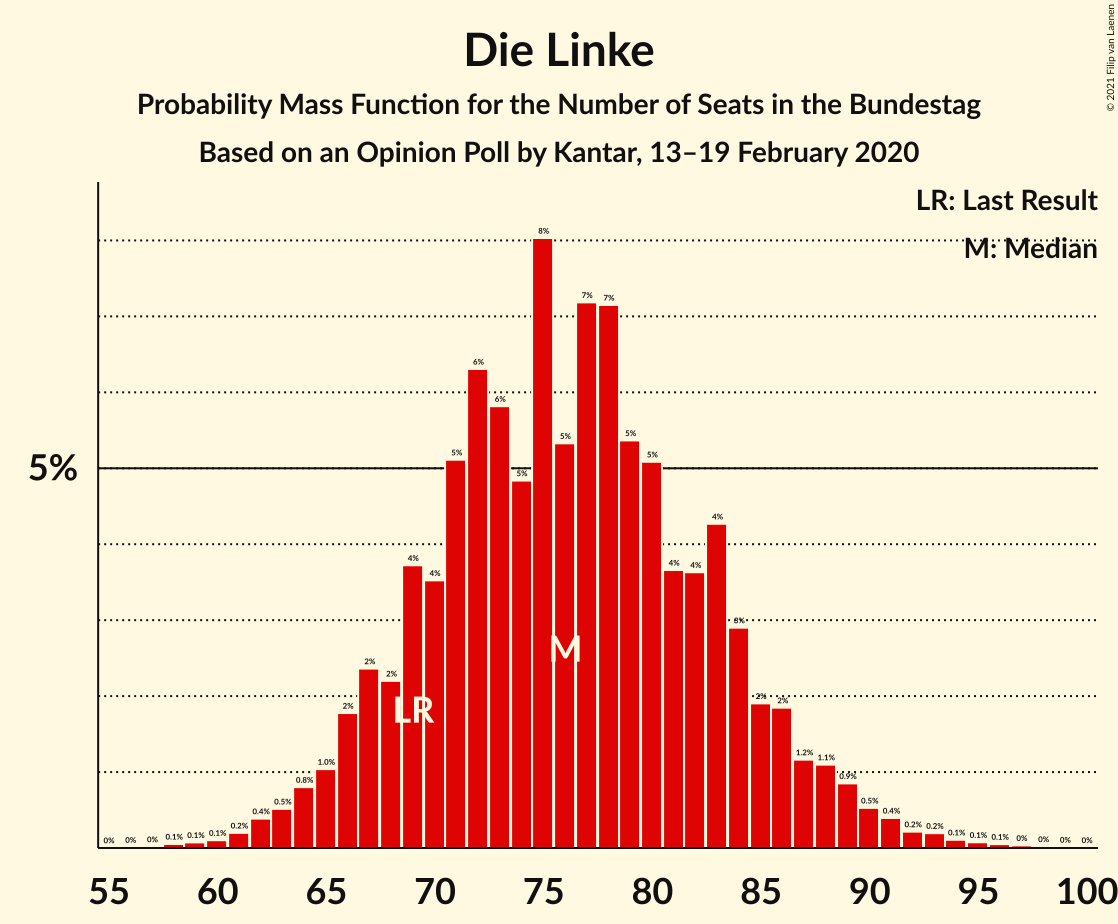 © 2021 Filip van Laenen
Die Linke
Probability Mass Function for the Number of Seats in the Bundestag
Based on an Opinion Poll by Kantar, 13–19 February 2020
LR: Last Result
M: Median
5%
0% 0% 0% 0.1% 0.1% 0.1% 0.2% 0.4% 0.5% 0.8% 1.0% 2% 2% 2% 4% 4% 5% 6% 6% 5% 8% 5% 7% 7% 5% 5% 4% 4% 4% 3% 2% 2% 1.2% 1.1% 0.9% 0.5% 0.4% 0.2% 0.2% 0.1% 0.1% 0.1% 0% 0% 0% 0%
M
LR
55 60 65 70 75 80 85 90 95 100